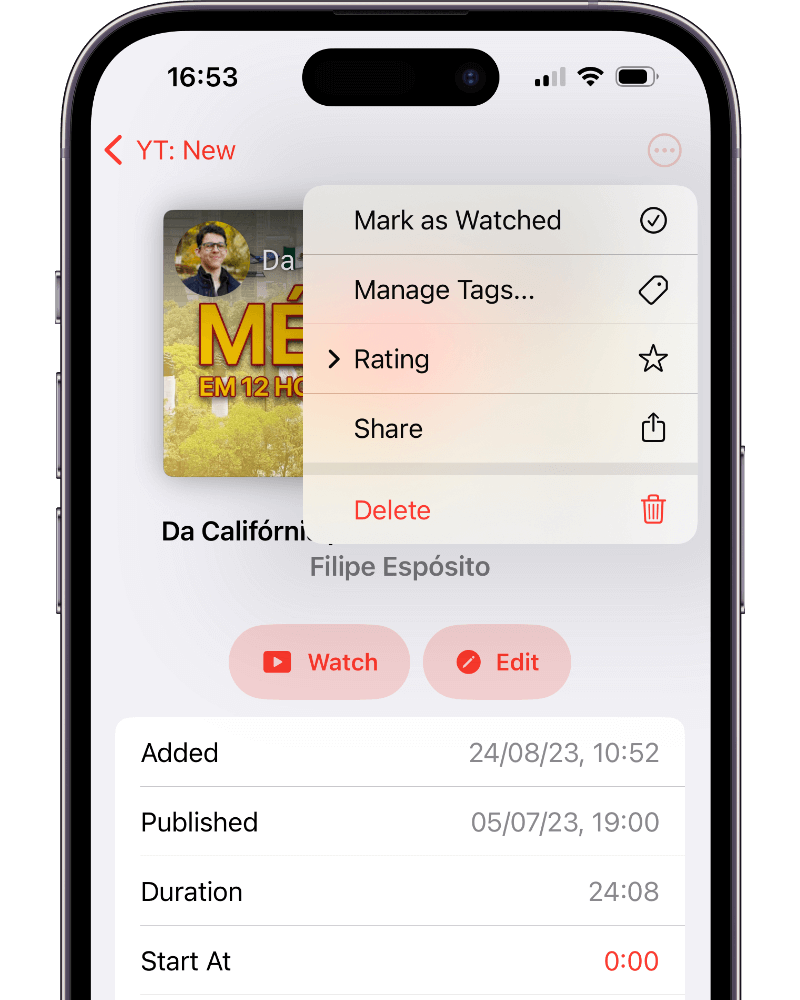 16:53
YT: New
Mark as Watched
Manage Tags...
Rating
Share
Delete
Da
MÉ
EM 12 HO
Da Califórni
Filipe Espósito
Watch
Edit
Added 24/08/23, 10:52
Published 05/07/23, 19:00
Duration 24:08
Start At 0:00